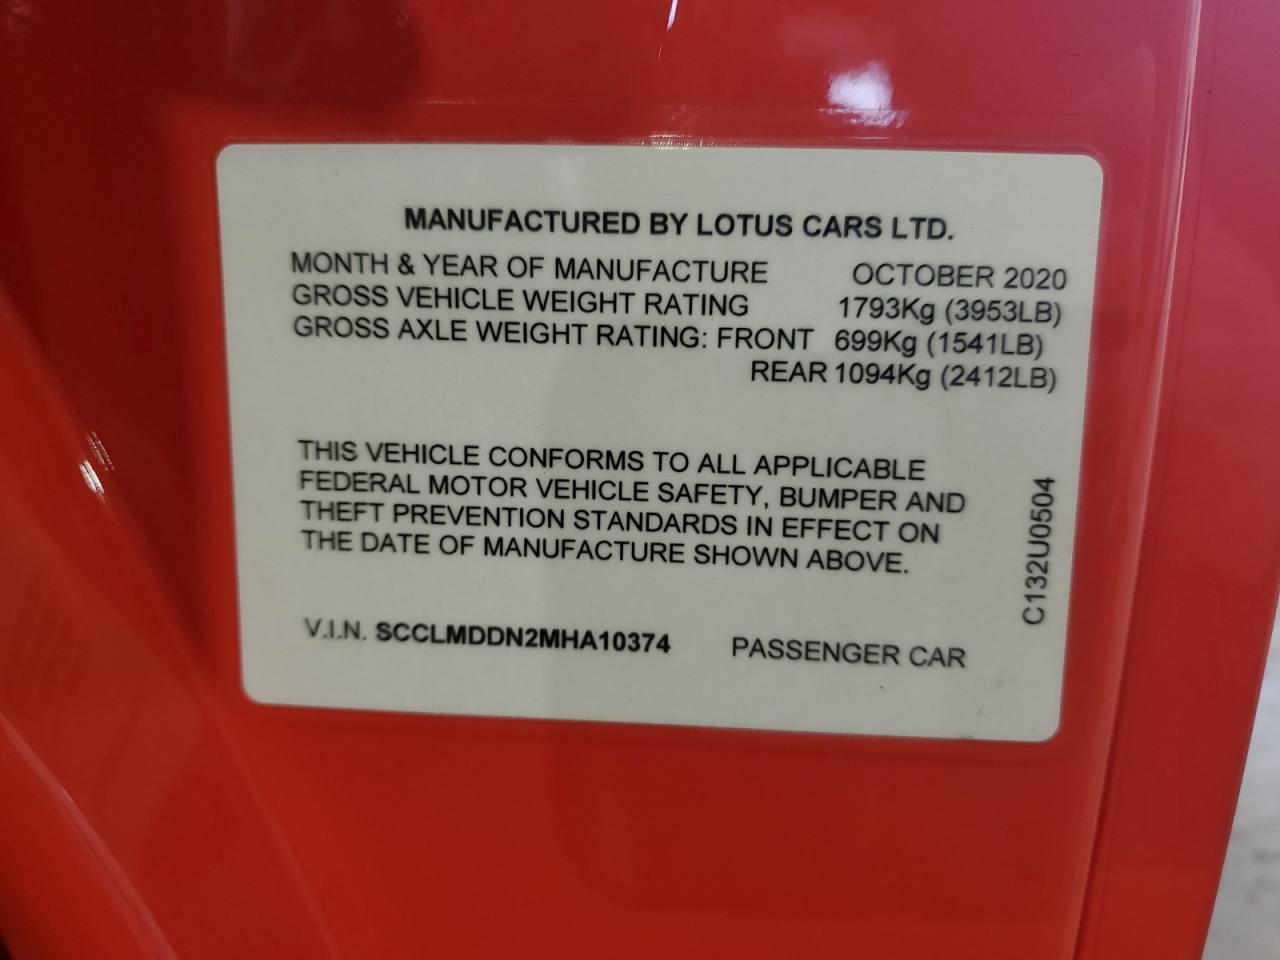 MANUFACTURED BY LOTUS CARS LTD.
MONTH & YEAR OF MANUFACTURE OCTOBER 2020
GROSS VEHICLE WEIGHT RATING 1793Kg (3953LB)
GROSS AXLE WEIGHT RATING: FRONT 699Kg (1541LB)
REAR 1094Kg (2412LB)
THIS VEHICLE CONFORMS TO ALL APPLICABLE
FEDERAL MOTOR VEHICLE SAFETY, BUMPER AND
THEFT PREVENTION STANDARDS IN EFFECT ON
THE DATE OF MANUFACTURE SHOWN ABOVE.
C132U0504
V.I.N. SCCLMDDN2MHA10374 PASSENGER CAR